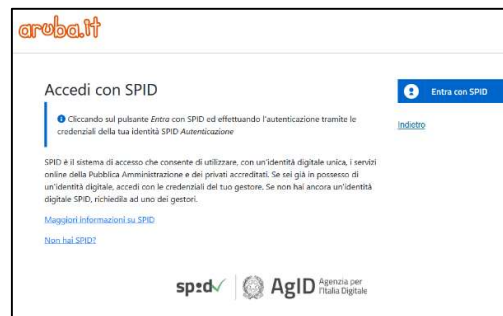 aruba.it
Accedi con SPID
Cliccando sul pulsante Entra con SPID ed effettuando l'autenticazione tramite le
credenziali della tua identità SPID Autenticazione
Entra con SPID
Indietro
SPID è il sistema di accesso che consente di utilizzare, con un'identità digitale unica, i servizi
online della Pubblica Amministrazione e dei privati accreditati. Se sei già in possesso di
un'identità digitale, accedi con le credenziali del tuo gestore. Se non hai ancora un'identità
digitale SPID, richiedila ad uno dei gestori.
Maggiori informazioni su SPID
Non hai SPID?
spid
AgID Agenzia per
l'Italia Digitale